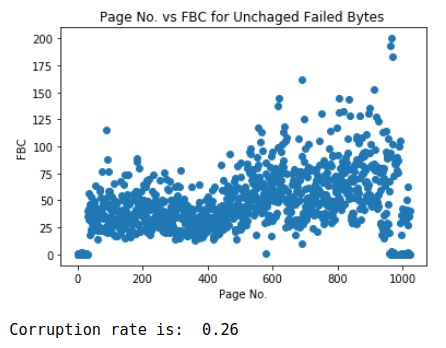 Page No. vs FBC for Unchaged Failed Bytes
200
175
150
125
100
75
50
25
0
FBC
0 200 400 600 800 1000
Page No.
Corruption rate is:  0.26